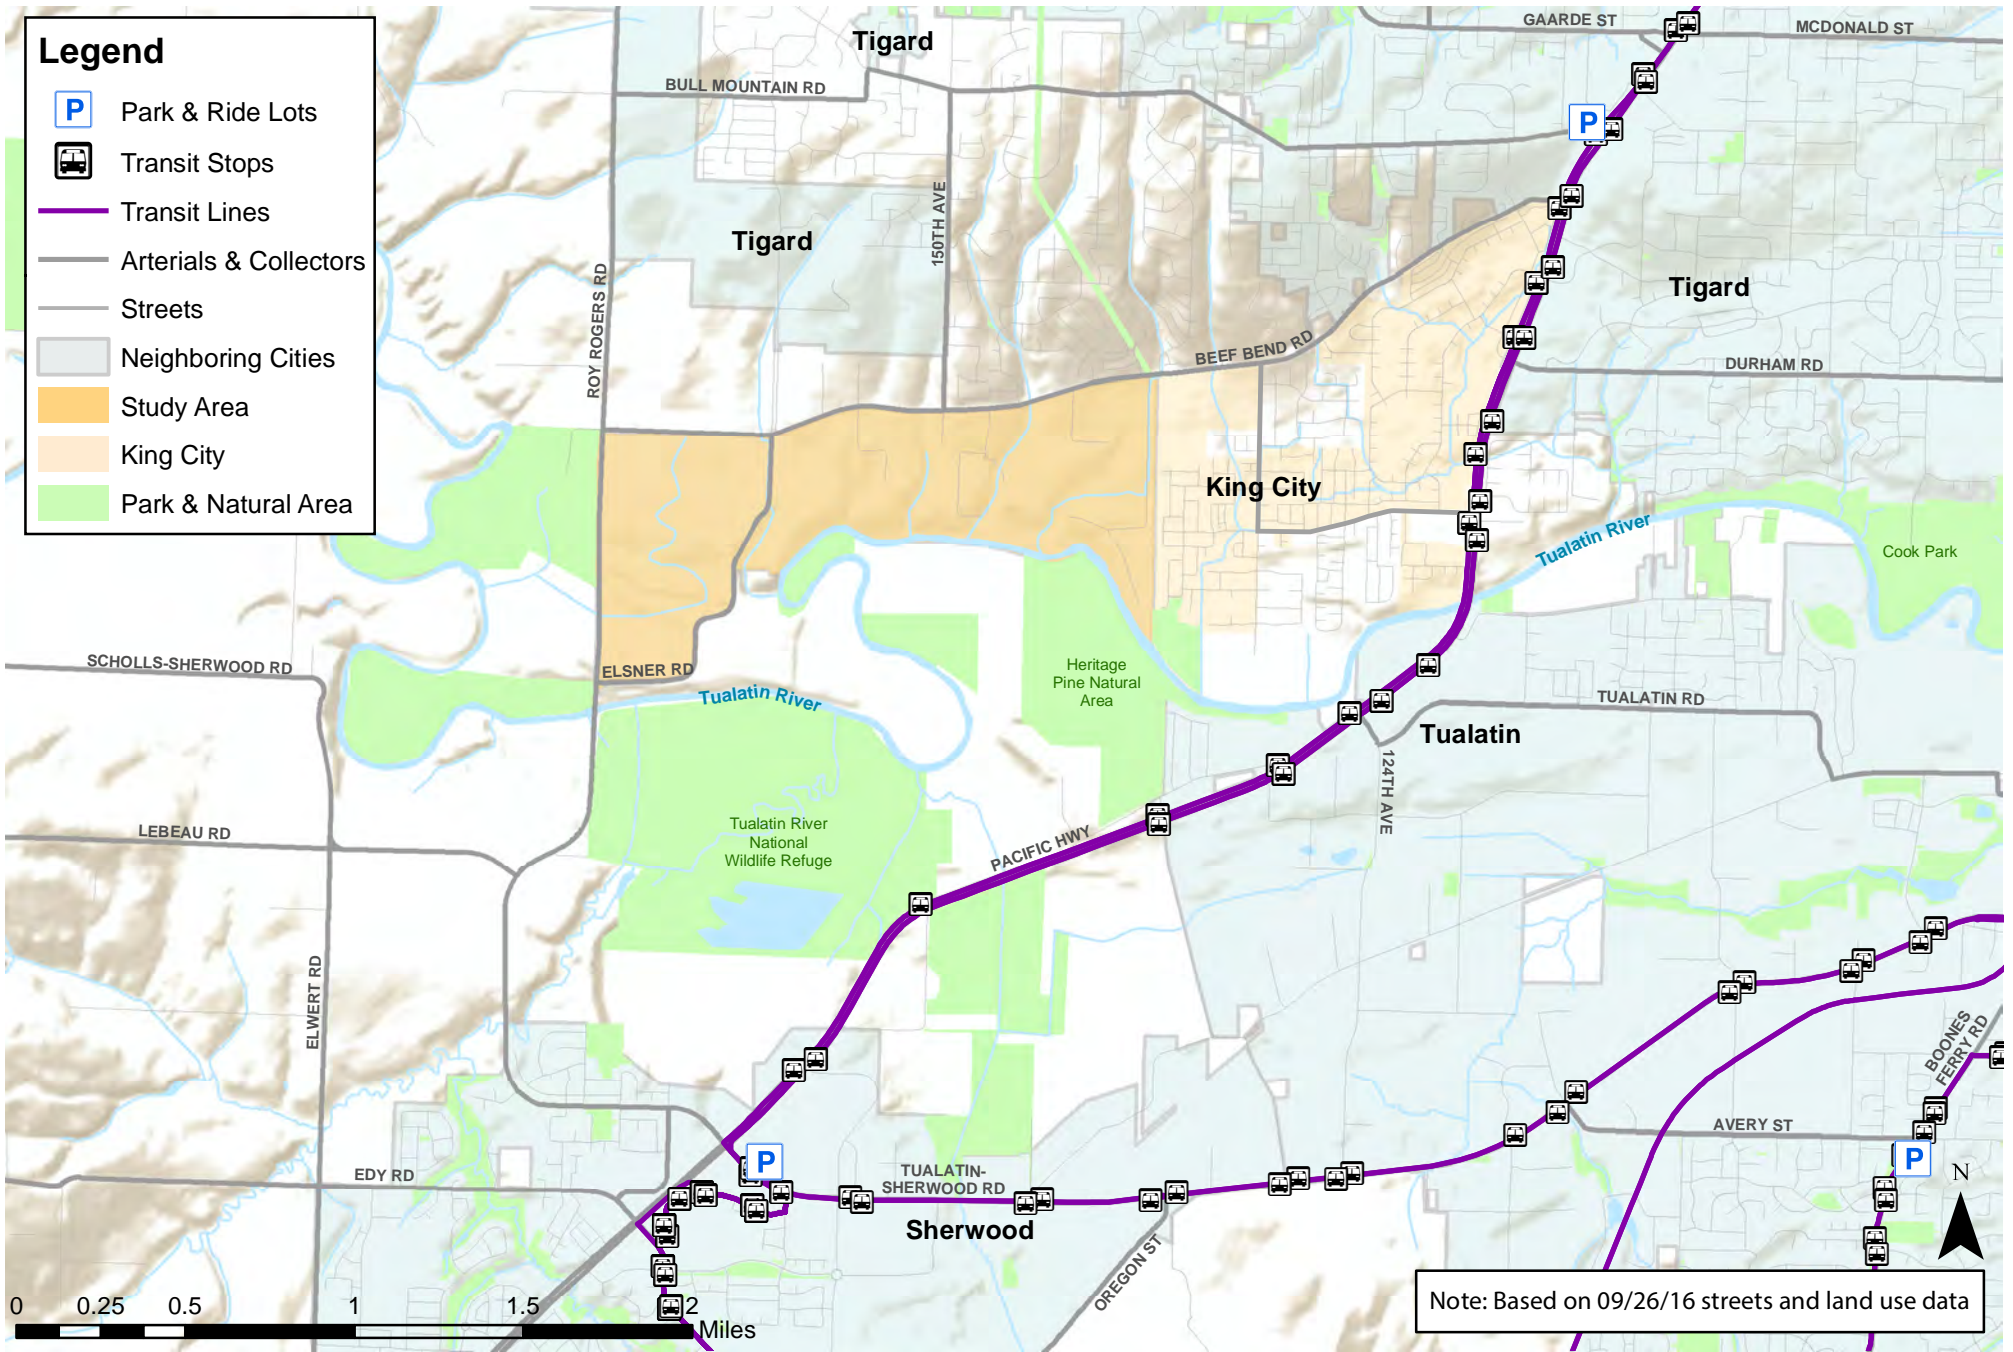 Legend
P
Park & Ride Lots
Transit Stops
Transit Lines
Arterials & Collectors
Streets
Neighboring Cities
Study Area
King City
Park & Natural Area
Tigard
GAARDE ST
MCDONALD ST
BULL MOUNTAIN RD
P
150TH AVE
Tigard
ROY ROGERS RD
Tigard
BEEF BEND RD
DURHAM RD
King City
Tualatin River
Cook Park
SCHOLLS-SHERWOOD RD
ELSNER RD
Tualatin River
Heritage
Pine Natural
Area
TUALATIN RD
Tualatin
124TH AVE
LEBEAU RD
Tualatin River
National
Wildlife Refuge
PACIFIC HWY
ELWERT RD
BOONES
FERRY RD
AVERY ST
P
P
EDY RD
TUALATIN-
SHERWOOD RD
Sherwood
OREGON ST
N
0 0.25 0.5 1 1.5 2
Miles
Note: Based on 09/26/16 streets and land use data